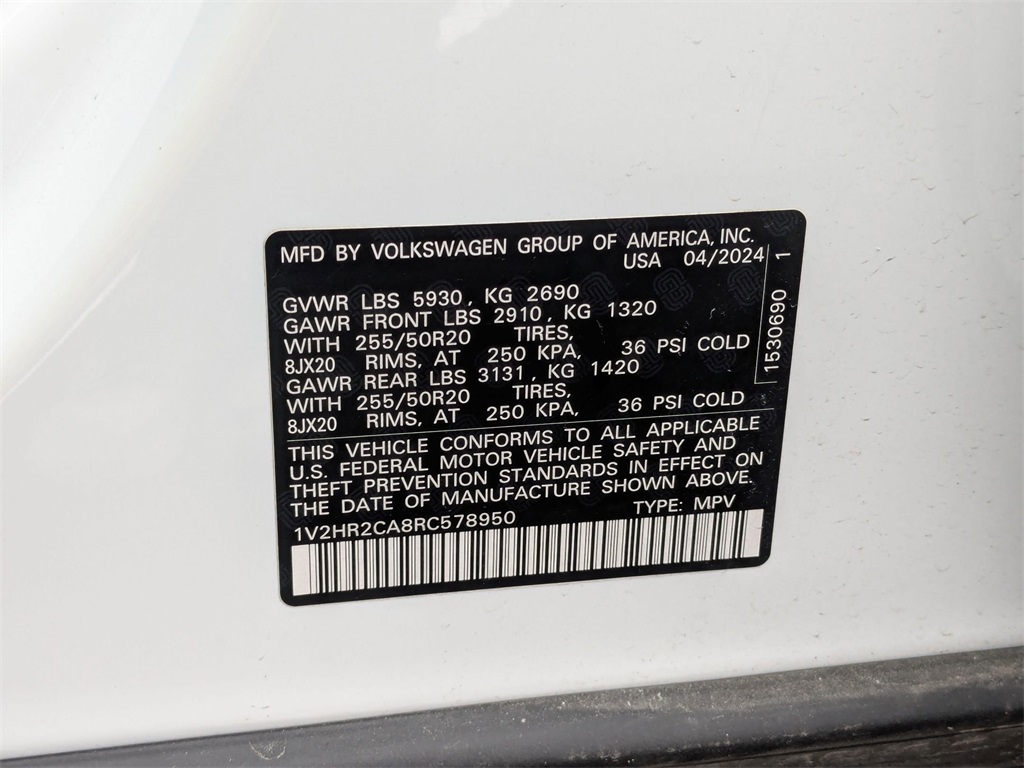 MFD BY VOLKSWAGEN GROUP OF AMERICA, INC.
USA 04/2024
GVWR LBS 5930, KG 2690
GAWR FRONT LBS 2910, KG 1320
WITH 255/50R20 TIRES,
8JX20 RIMS, AT 250 KPA, 36 PSI COLD
GAWR REAR LBS 3131, KG 1420
WITH 255/50R20 TIRES,
8JX20 RIMS, AT 250 KPA, 36 PSI COLD
THIS VEHICLE CONFORMS TO ALL APPLICABLE
U.S. FEDERAL MOTOR VEHICLE SAFETY AND
THEFT PREVENTION STANDARDS IN EFFECT ON
THE DATE OF MANUFACTURE SHOWN ABOVE.
1V2HR2CA8RC578950 TYPE: MPV
1530690 1